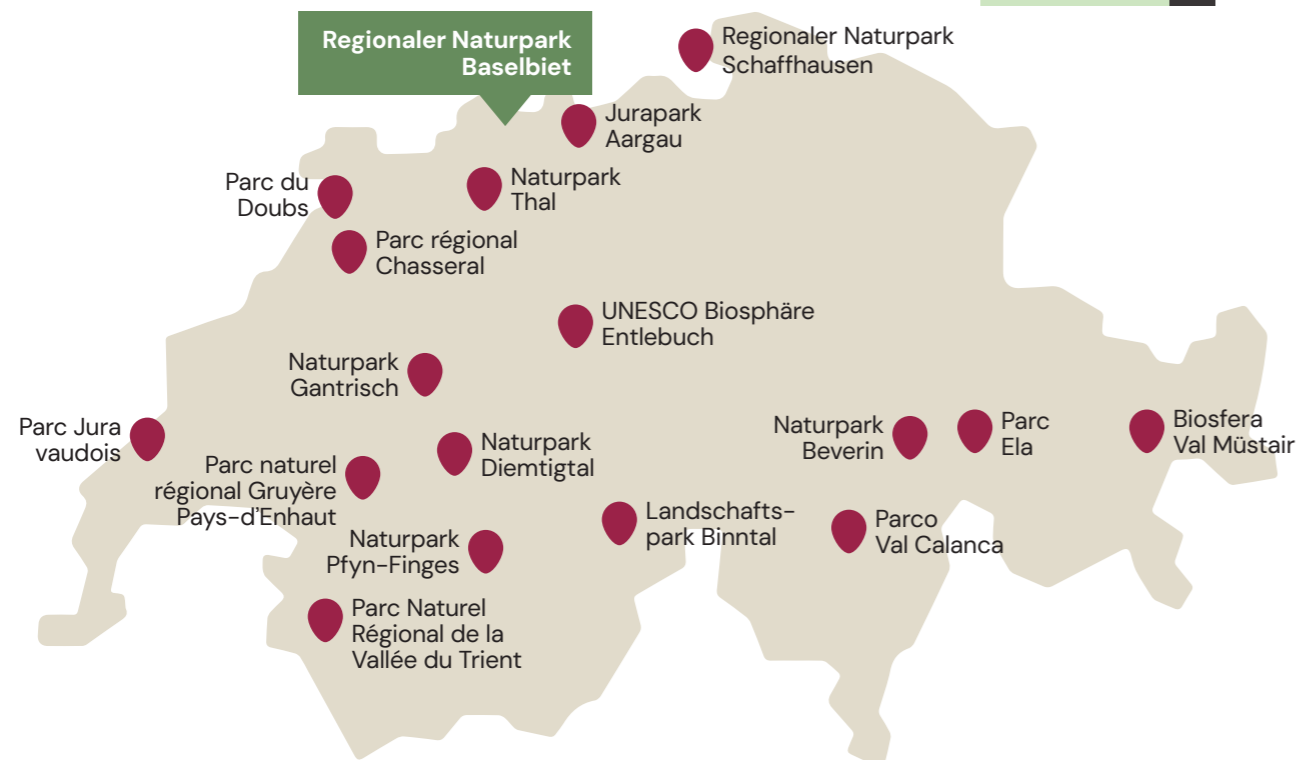 Regionaler Naturpark
Baselbiet
Regionaler Naturpark
Schaffhausen
Jurapark
Aargau
Parc du
Doubs
Naturpark
Thal
Parc régional
Chasseral
UNESCO Biosphäre
Entlebuch
Naturpark
Gantrisch
Parc Jura
vaudois
Parc naturel
régional Gruyère
Pays-d'Enhaut
Naturpark
Diemtigtal
Naturpark
Beverin
Parc
Ela
Biosfera
Val Müstair
Landschafts-
park Binntal
Parco
Val Calanca
Naturpark
Pfyn-Finges
Parc Naturel
Régional de la
Vallée du Trient